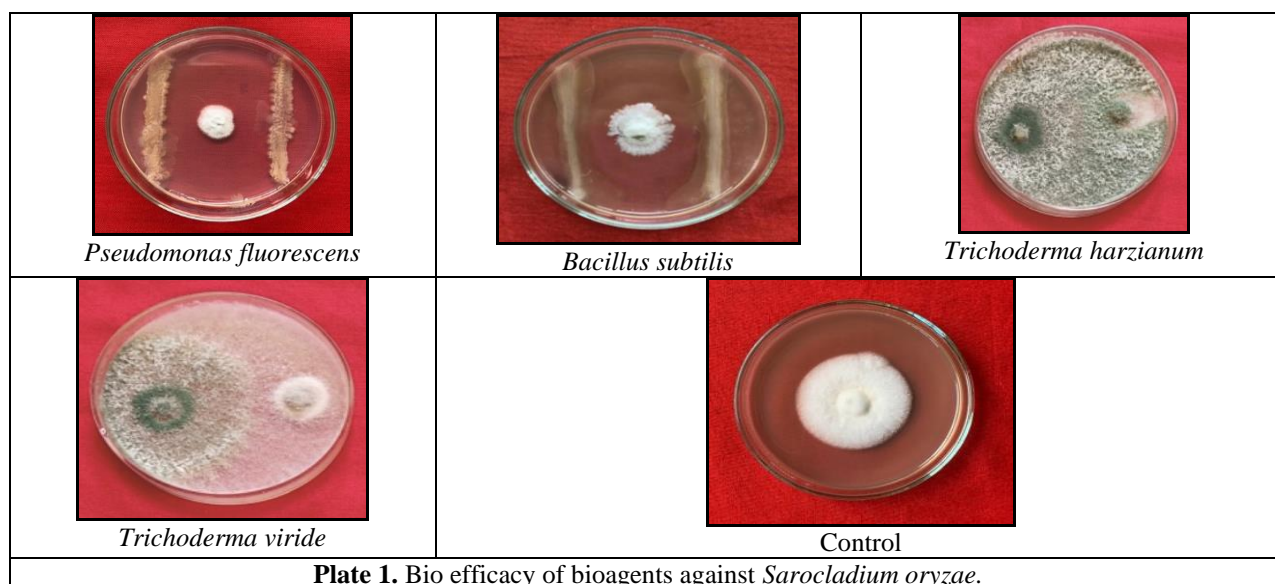 Pseudomonas fluorescens
Bacillus subtilis
Trichoderma harzianum
Trichoderma viride
Control
Plate 1. Bio efficacy of bioagents against Sarocladium oryzae.